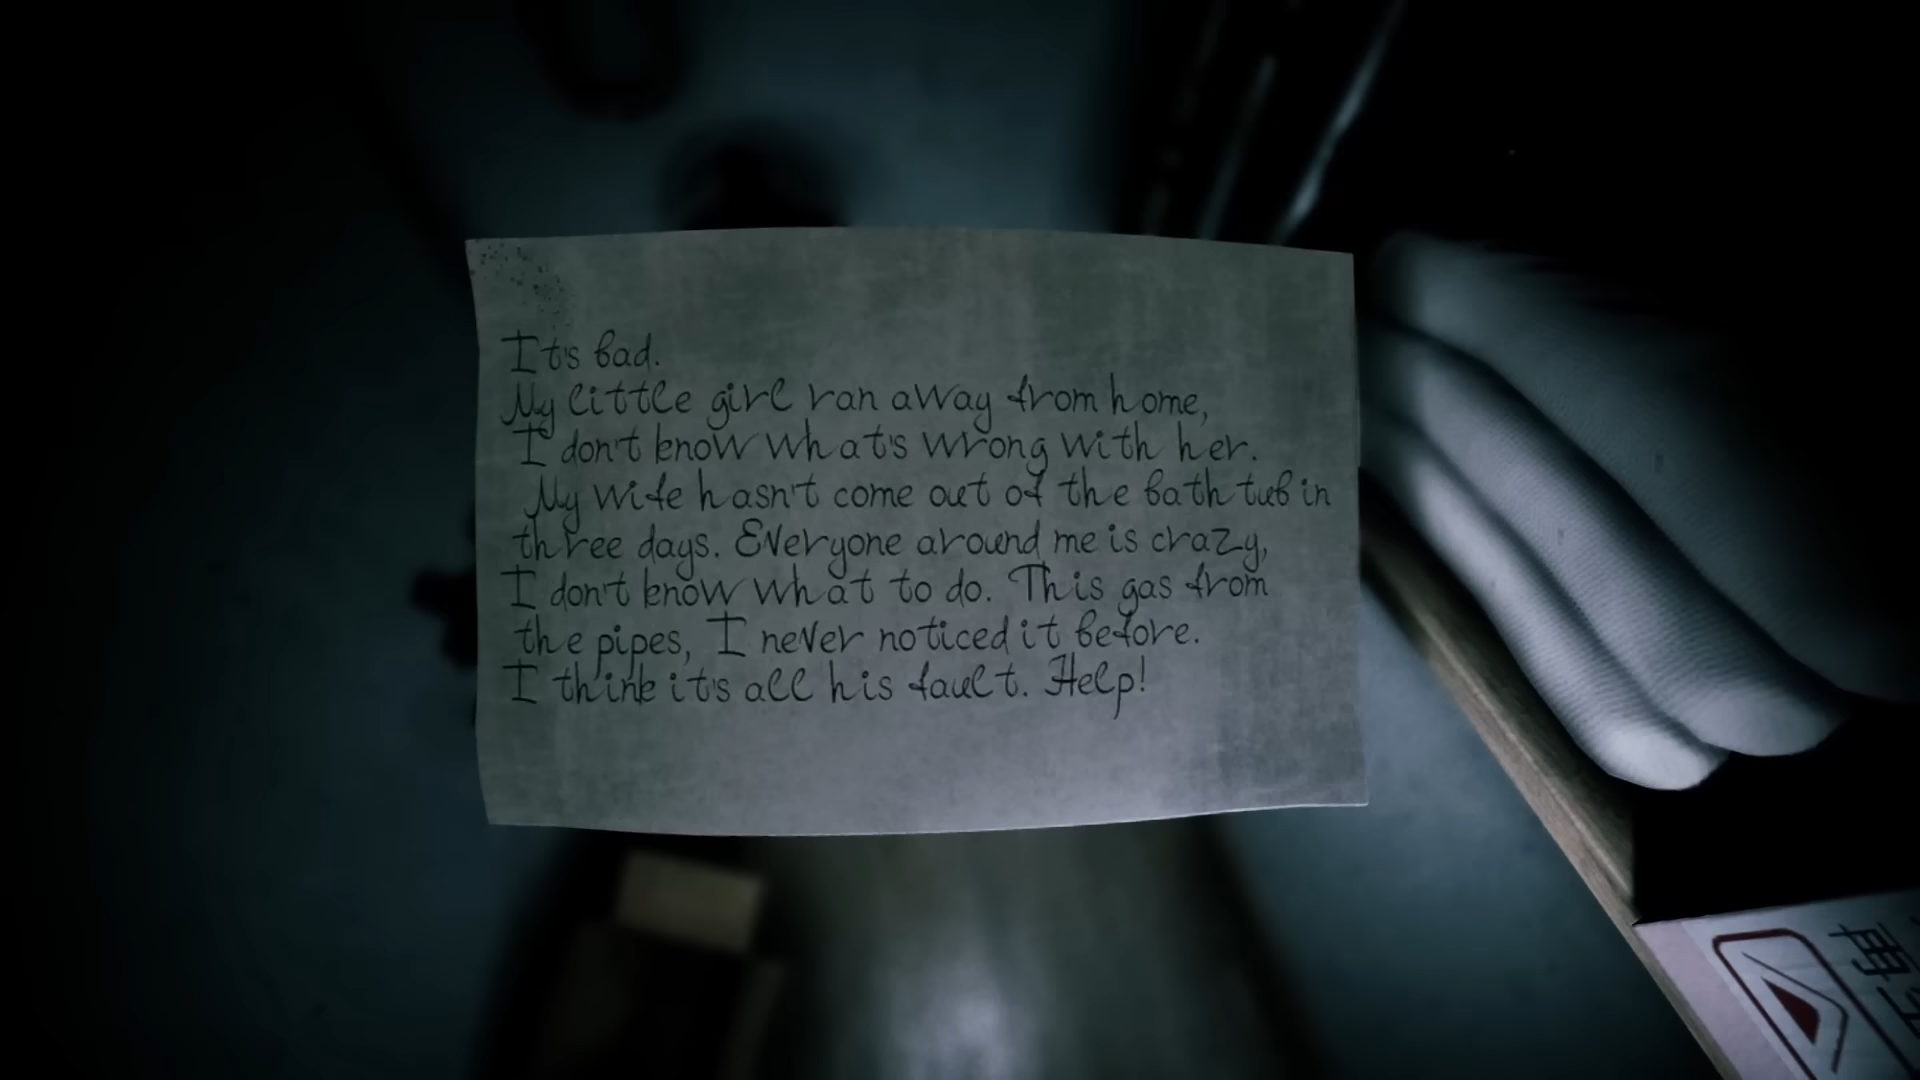 It's bad.
My little girl ran away from home,
I don't know what's wrong with her.
My wife hasn't come out of the bath tub in
three days. Everyone around me is crazy,
I don't know what to do. This gas from
the pipes, I never noticed it before.
I think it's all his fault. Help!